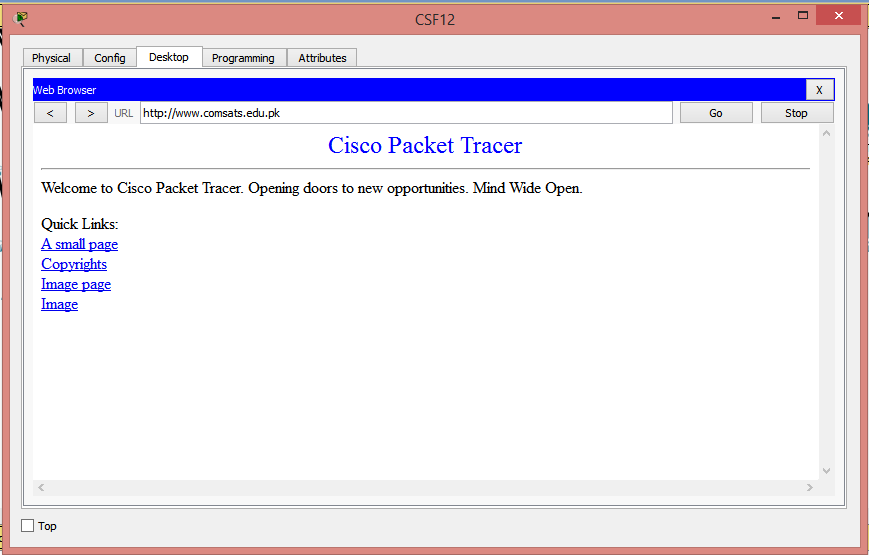 CSF12
Physical Config Desktop Programming Attributes
Web Browser X
< > URL http://www.comsats.edu.pk Go Stop
Cisco Packet Tracer
Welcome to Cisco Packet Tracer. Opening doors to new opportunities. Mind Wide Open.
Quick Links:
A small page
Copyrights
Image page
Image
Top